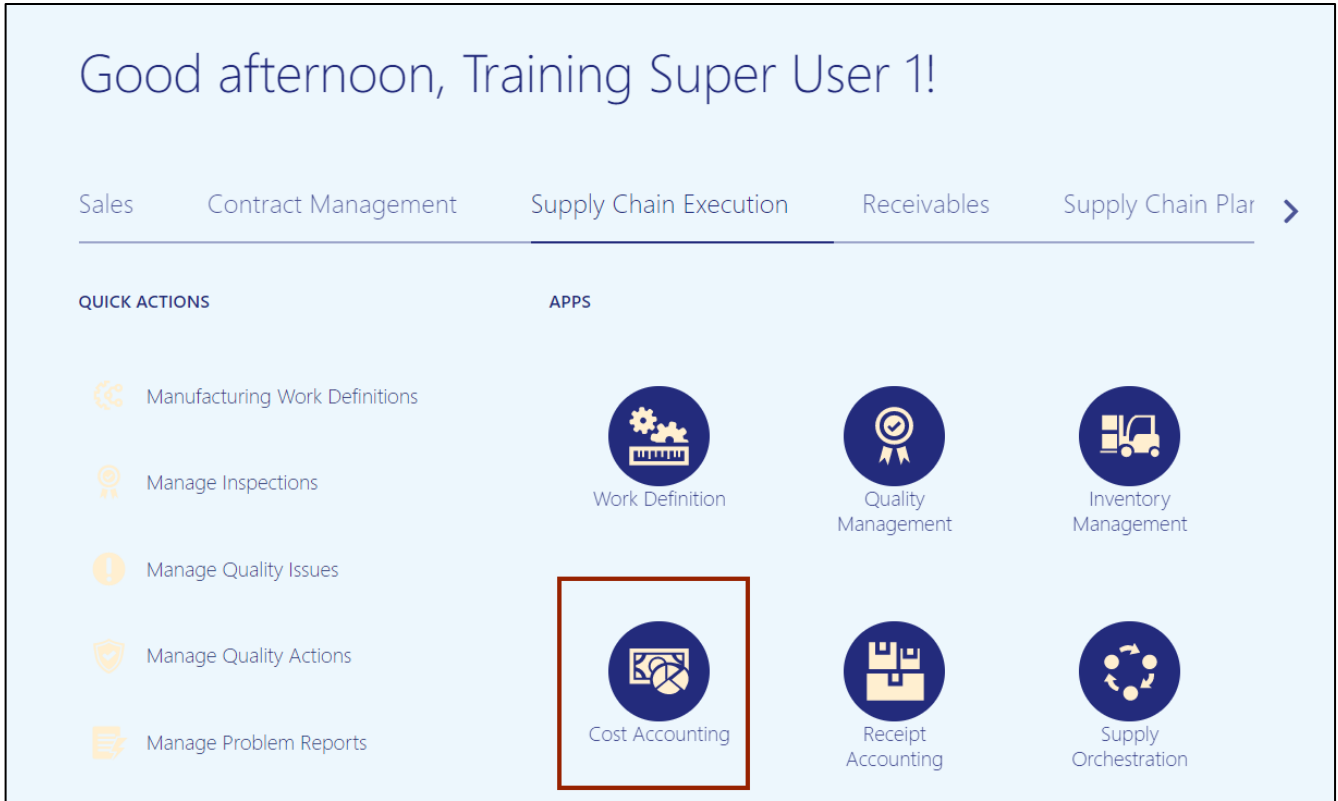 Good afternoon, Training Super User 1!
Sales Contract Management Supply Chain Execution Receivables Supply Chain Plar
QUICK ACTIONS
APPS
Manufacturing Work Definitions
Manage Inspections
Manage Quality Issues
Manage Quality Actions
Manage Problem Reports
Work Definition
Quality
Management
Inventory
Management
Cost Accounting
Receipt
Accounting
Supply
Orchestration